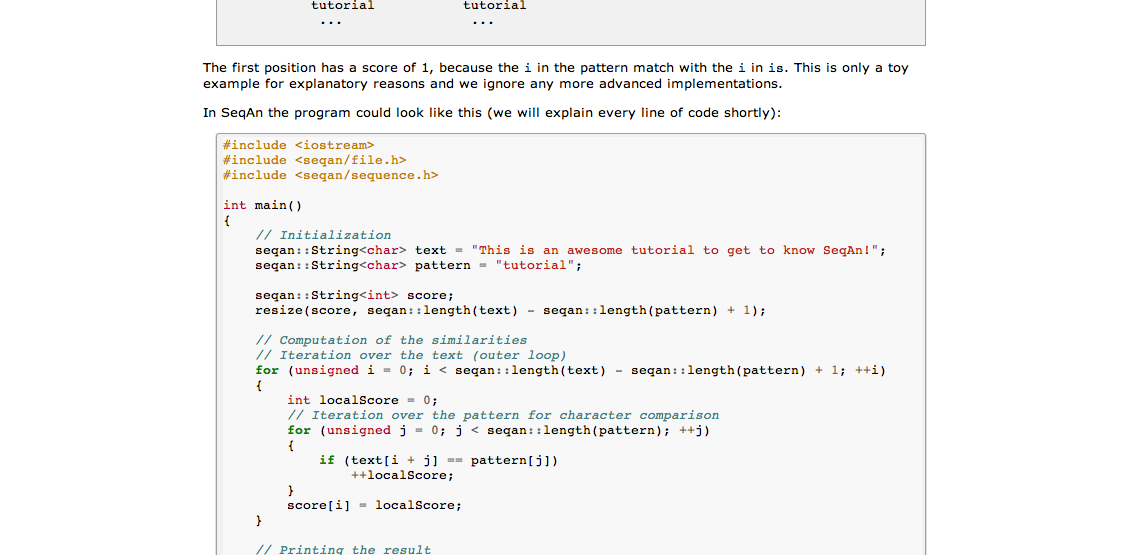 tutorial tutorial
... ...
The first position has a score of 1, because the i in the pattern match with the i in is. This is only a toy
example for explanatory reasons and we ignore any more advanced implementations.
In SeqAn the program could look like this (we will explain every line of code shortly):
#include <iostream>
#include <seqan/file.h>
#include <seqan/sequence.h>
int main()
{
// Initialization
seqan::String<char> text = "This is an awesome tutorial to get to know SeqAn!";
seqan::String<char> pattern = "tutorial";
seqan::String<int> score;
resize(score, seqan::length(text) - seqan::length(pattern) + 1);
// Computation of the similarities
// Iteration over the text (outer loop)
for (unsigned i = 0; i < seqan::length(text) - seqan::length(pattern) + 1; ++i)
{
int localScore = 0;
// Iteration over the pattern for character comparison
for (unsigned j = 0; j < seqan::length(pattern); ++j)
{
if (text[i + j] == pattern[j])
++localScore;
}
score[i] = localScore;
}
// Printing the result